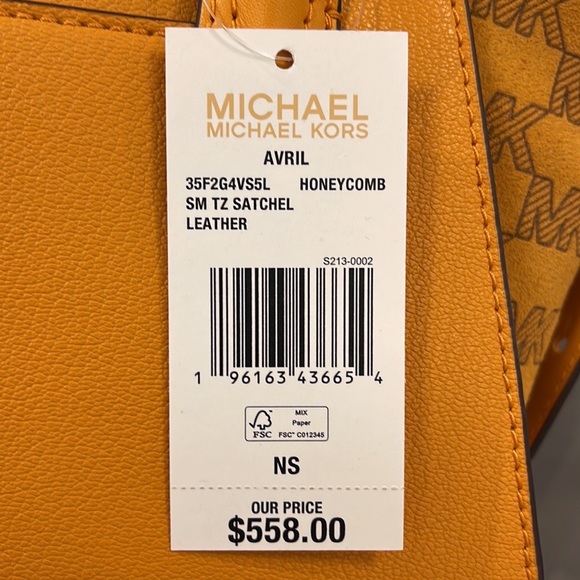 MICHAEL
MICHAEL KORS
AVRIL
35F2G4VS5L HONEYCOMB
SM TZ SATCHEL
LEATHER
S213-0002
1 96163 43665 4
FSC
MIX
Paper
FSC™ C012345
NS
OUR PRICE
$558.00